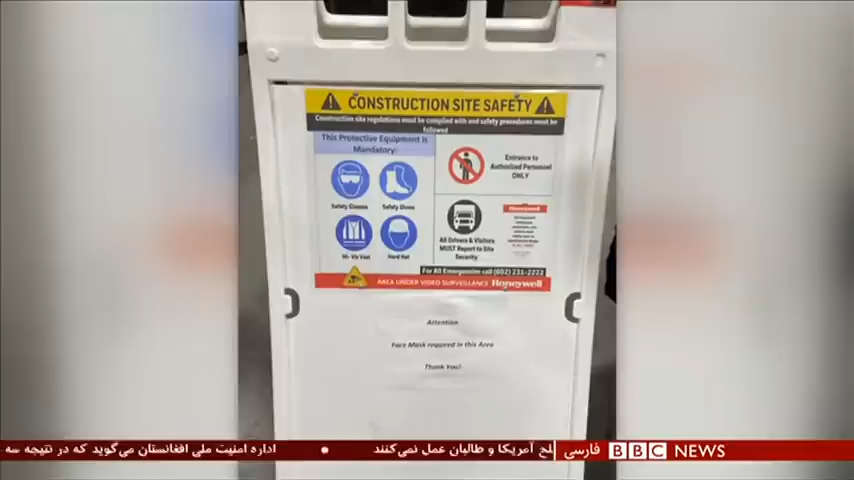 CONSTRUCTION SITE SAFETY
Construction site regulations must be complied with and safety procedures must be
followed
This Protective Equipment is
Mandatory:
Safety Glasses
Safety Shoes
Hi- Vis Vest
Hard Hat
Entrance to
Authorized Personnel
ONLY
All Drivers & Visitors
MUST Report to Site
Security
Honeywell
For All Emergencies call (602) 231-2222
AREA UNDER VIDEO SURVEILLANCE Honeywell
Attention
Face Mask required in this Area
Thank You!
آمریکا و طالبان عمل نمی‌کنند • اداره امنیت ملی افغانستان می‌گوید که در نتیجه سه
فارسی BBC NEWS